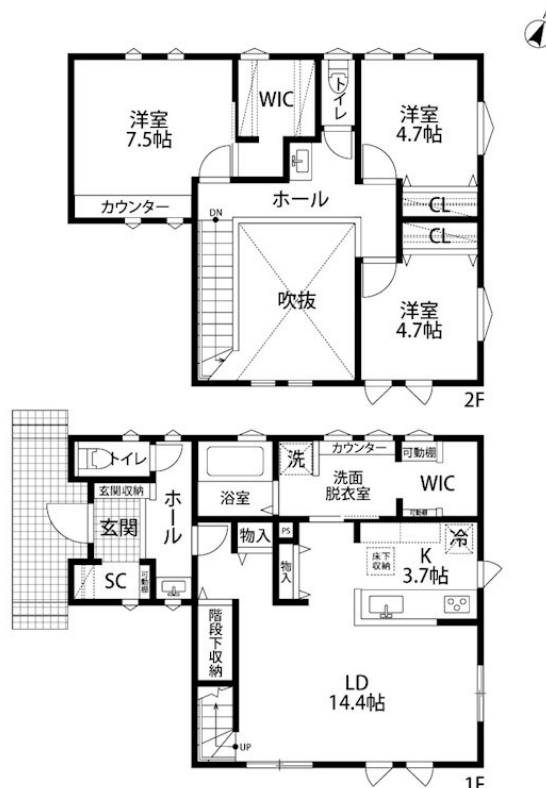 WIC
トイレ
洋室
7.5帖
洋室
4.7帖
カウンター
DN
ホール
CL
CL
吹抜
洋室
4.7帖
2F
トイレ
玄関収納
玄関
ホール
SC
可動棚
浴室
洗
カウンター
洗面
脱衣室
可動棚
WIC
可動棚
物入
PS
物入
床下
収納
冷
K
3.7帖
階段下収納
LD
14.4帖
UP
1F